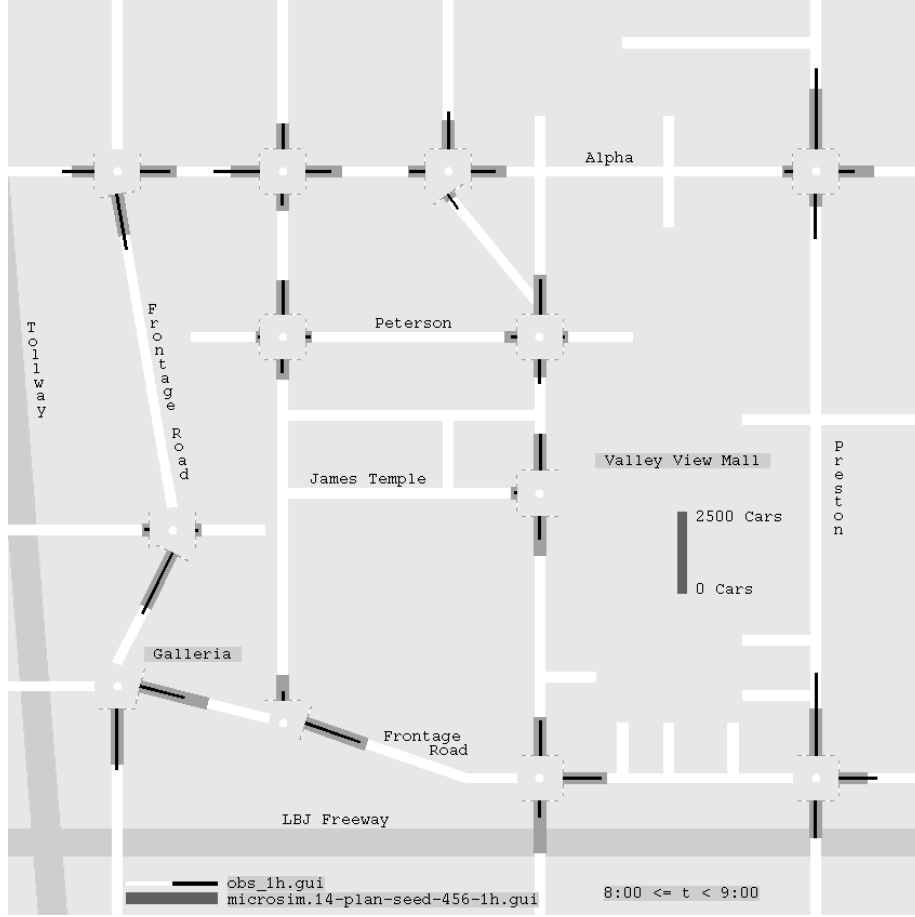 Alpha
Frontage Road
Tollway
Peterson
Preston
Valley View Mall
James Temple
2500 Cars
0 Cars
Galleria
Frontage
Road
LBJ Freeway
obs_1h.gui
microsim.14-plan-seed-456-1h.gui
8:00 <= t < 9:00